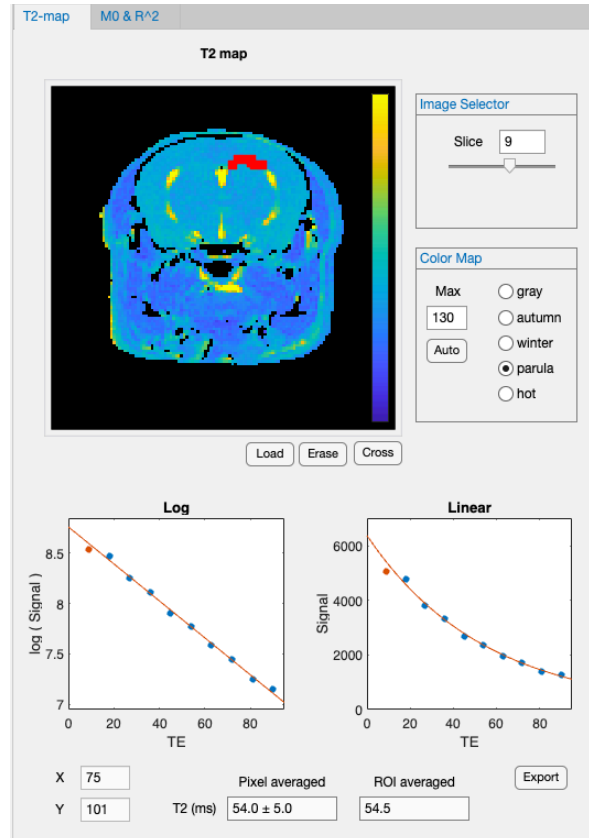 T2-map M0 & R^2
T2 map
Image Selector
Slice 9
Color Map
Max
130
Auto
gray
autumn
winter
parula
hot
Load Erase Cross
Log
8.5
8
7.5
7
log ( Signal )
0 20 40 60 80
TE
Linear
6000
4000
2000
0
Signal
0 20 40 60 80
TE
X 75
Y 101
Pixel averaged ROI averaged
T2 (ms) 54.0 ± 5.0 54.5
Export